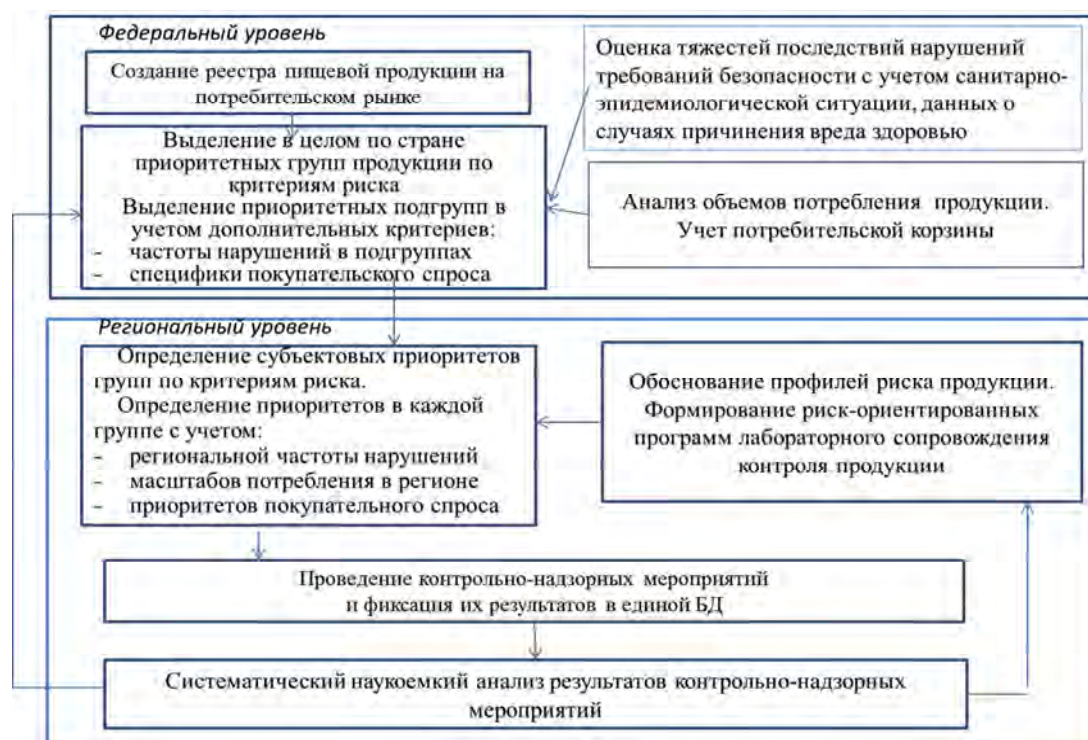 Федеральный уровень
Создание реестра пищевой продукции на
потребительском рынке
Выделение в целом по стране
приоритетных групп продукции по
критериям риска
Выделение приоритетных подгрупп в
учетом дополнительных критериев:
- частоты нарушений в подгруппах
- специфики покупательского спроса
Оценка тяжестей последствий нарушений
требований безопасности с учетом санитарно-
эпидемиологической ситуации, данных о
случаях причинения вреда здоровью
Анализ объемов потребления продукции.
Учет потребительской корзины
Региональный уровень
Определение субъектовых приоритетов
групп по критериям риска.
Определение приоритетов в каждой
группе с учетом:
- региональной частоты нарушений
- масштабов потребления в регионе
- приоритетов покупательного спроса
Обоснование профилей риска продукции.
Формирование риск-ориентированных
программ лабораторного сопровождения
контроля продукции
Проведение контрольно-надзорных мероприятий
и фиксация их результатов в единой БД
Систематический наукоемкий анализ результатов контрольно-надзорных
мероприятий